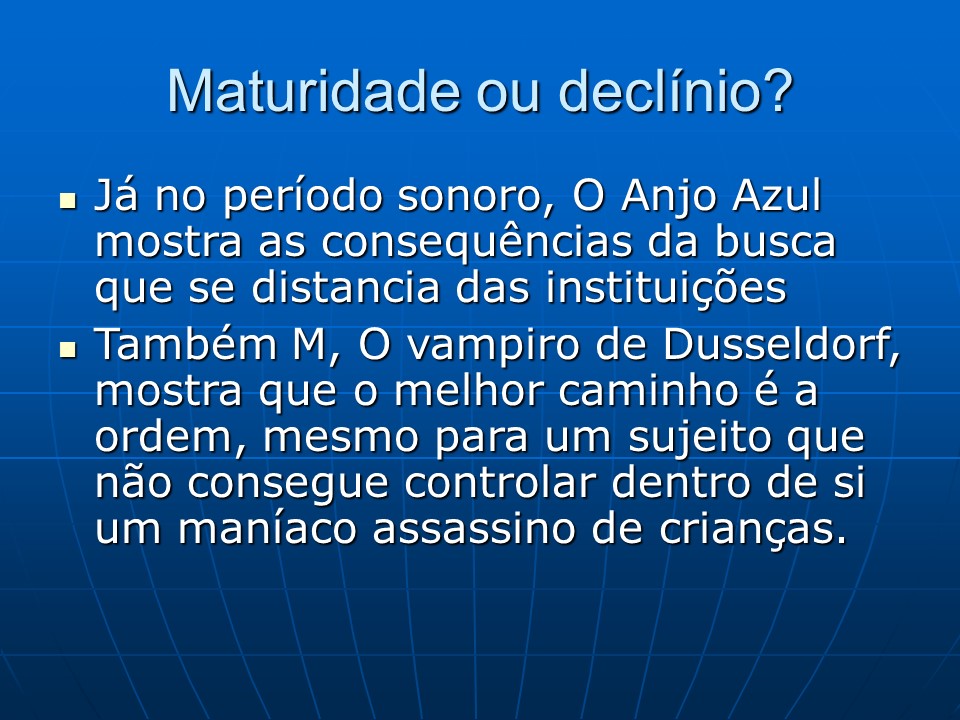 Maturidade ou declínio?
Já no período sonoro, O Anjo Azul
mostra as consequências da busca
que se distancia das instituições
Também M, O vampiro de Dusseldorf,
mostra que o melhor caminho é a
ordem, mesmo para um sujeito que
não consegue controlar dentro de si
um maníaco assassino de crianças.